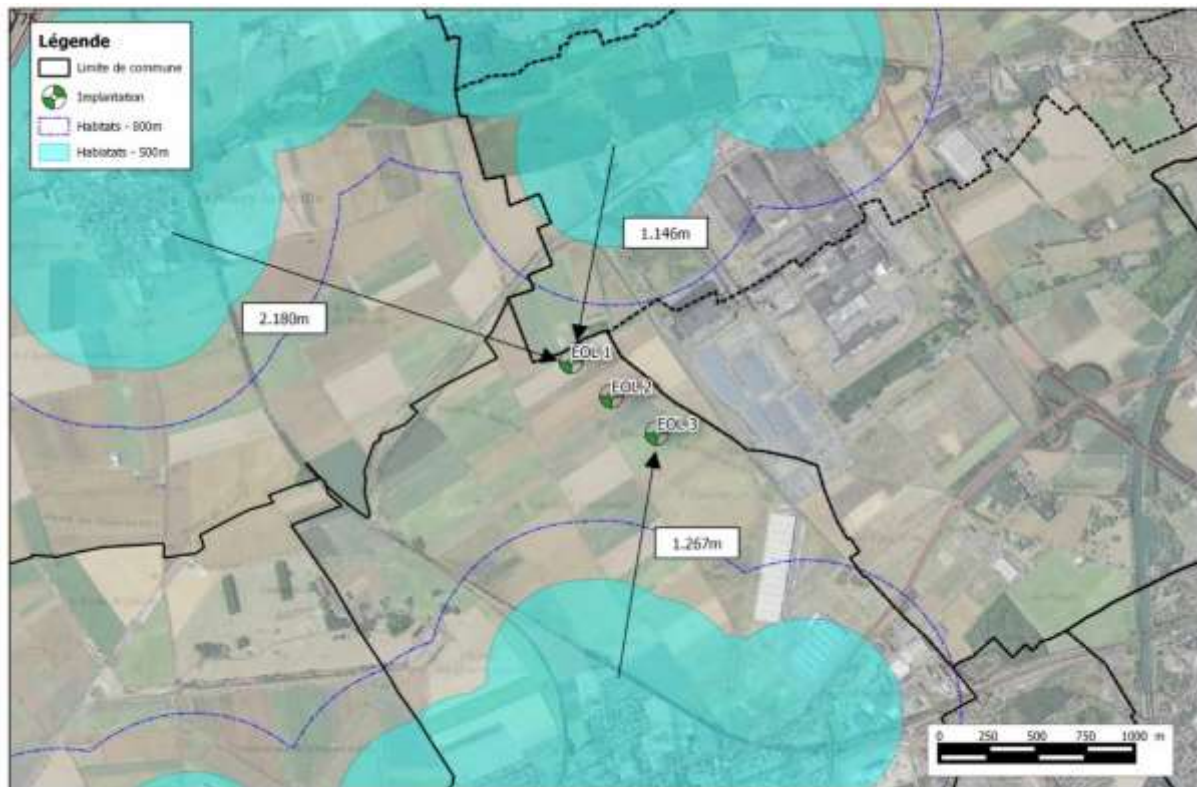 Légende
Limite de commune
Implantation
Habitats - 800m
Habiatats - 500m
1.146m
2.180m
EOL 1
EOL 2
EOL 3
1.267m
0 250 500 750 1000 m